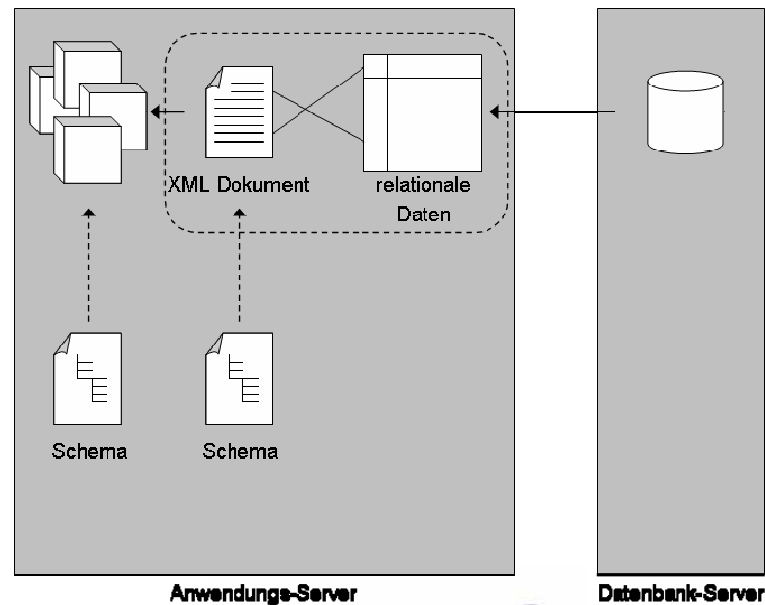 XML Dokument
relationale
Daten
Schema
Schema
Anwendungs-Server
Datenbank-Server